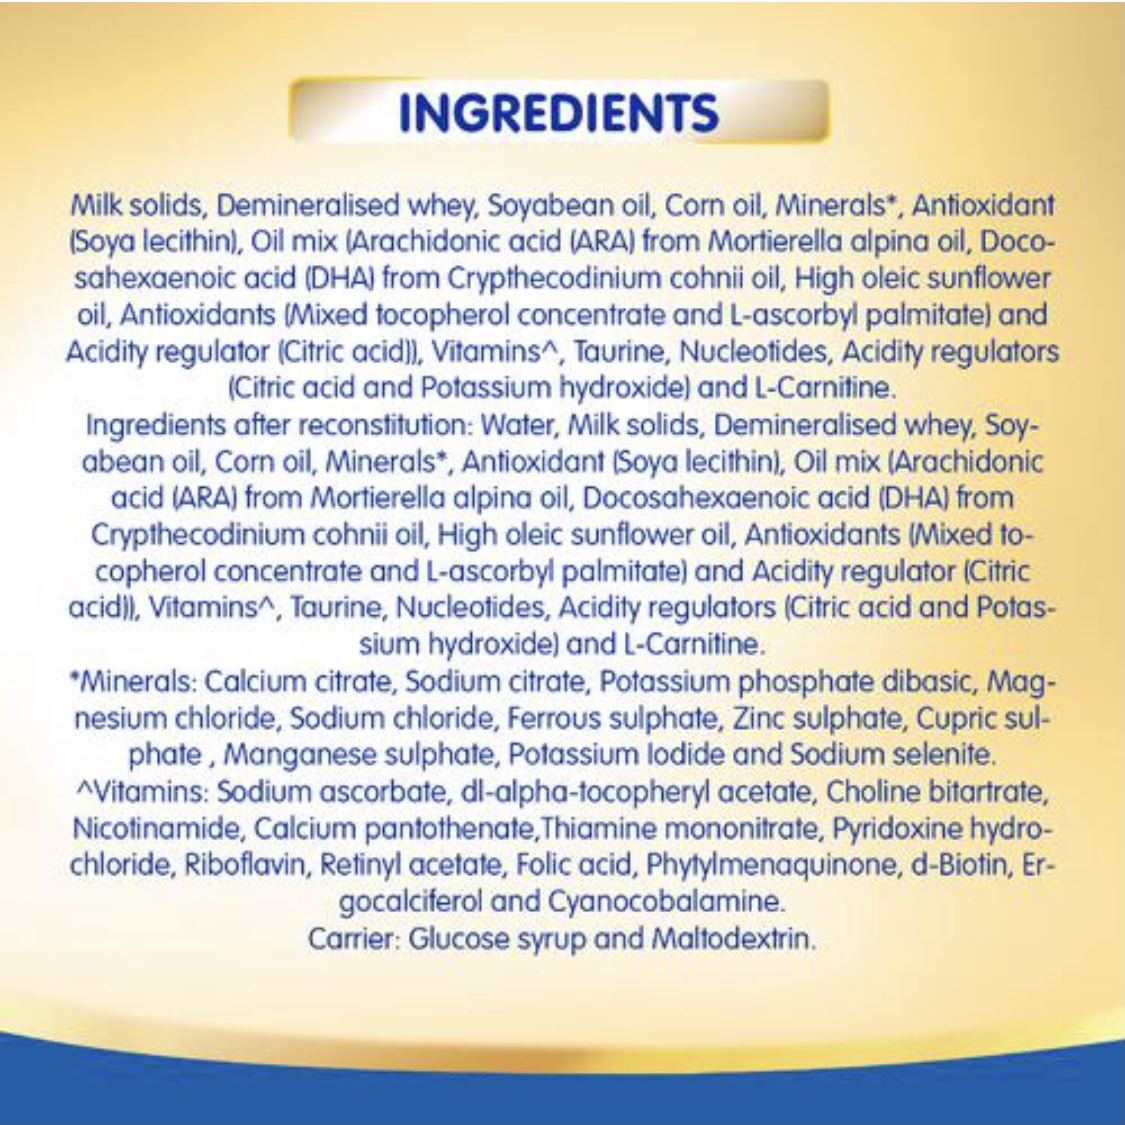 INGREDIENTS
Milk solids, Demineralised whey, Soyabean oil, Corn oil, Minerals*, Antioxidant
(Soya lecithin), Oil mix (Arachidonic acid (ARA) from Mortierella alpina oil, Doco-
sahexaenoic acid (DHA) from Crypthecodinium cohnii oil, High oleic sunflower
oil, Antioxidants (Mixed tocopherol concentrate and L-ascorbyl palmitate) and
Acidity regulator (Citric acid)), Vitamins^, Taurine, Nucleotides, Acidity regulators
(Citric acid and Potassium hydroxide) and L-Carnitine.
Ingredients after reconstitution: Water, Milk solids, Demineralised whey, Soy-
abean oil, Corn oil, Minerals*, Antioxidant (Soya lecithin), Oil mix (Arachidonic
acid (ARA) from Mortierella alpina oil, Docosahexaenoic acid (DHA) from
Crypthecodinium cohnii oil, High oleic sunflower oil, Antioxidants (Mixed to-
copherol concentrate and L-ascorbyl palmitate) and Acidity regulator (Citric
acid)), Vitamins^, Taurine, Nucleotides, Acidity regulators (Citric acid and Potas-
sium hydroxide) and L-Carnitine.
*Minerals: Calcium citrate, Sodium citrate, Potassium phosphate dibasic, Mag-
nesium chloride, Sodium chloride, Ferrous sulphate, Zinc sulphate, Cupric sul-
phate , Manganese sulphate, Potassium Iodide and Sodium selenite.
^Vitamins: Sodium ascorbate, dl-alpha-tocopheryl acetate, Choline bitartrate,
Nicotinamide, Calcium pantothenate,Thiamine mononitrate, Pyridoxine hydro-
chloride, Riboflavin, Retinyl acetate, Folic acid, Phytylmenaquinone, d-Biotin, Er-
gocalciferol and Cyanocobalamine.
Carrier: Glucose syrup and Maltodextrin.